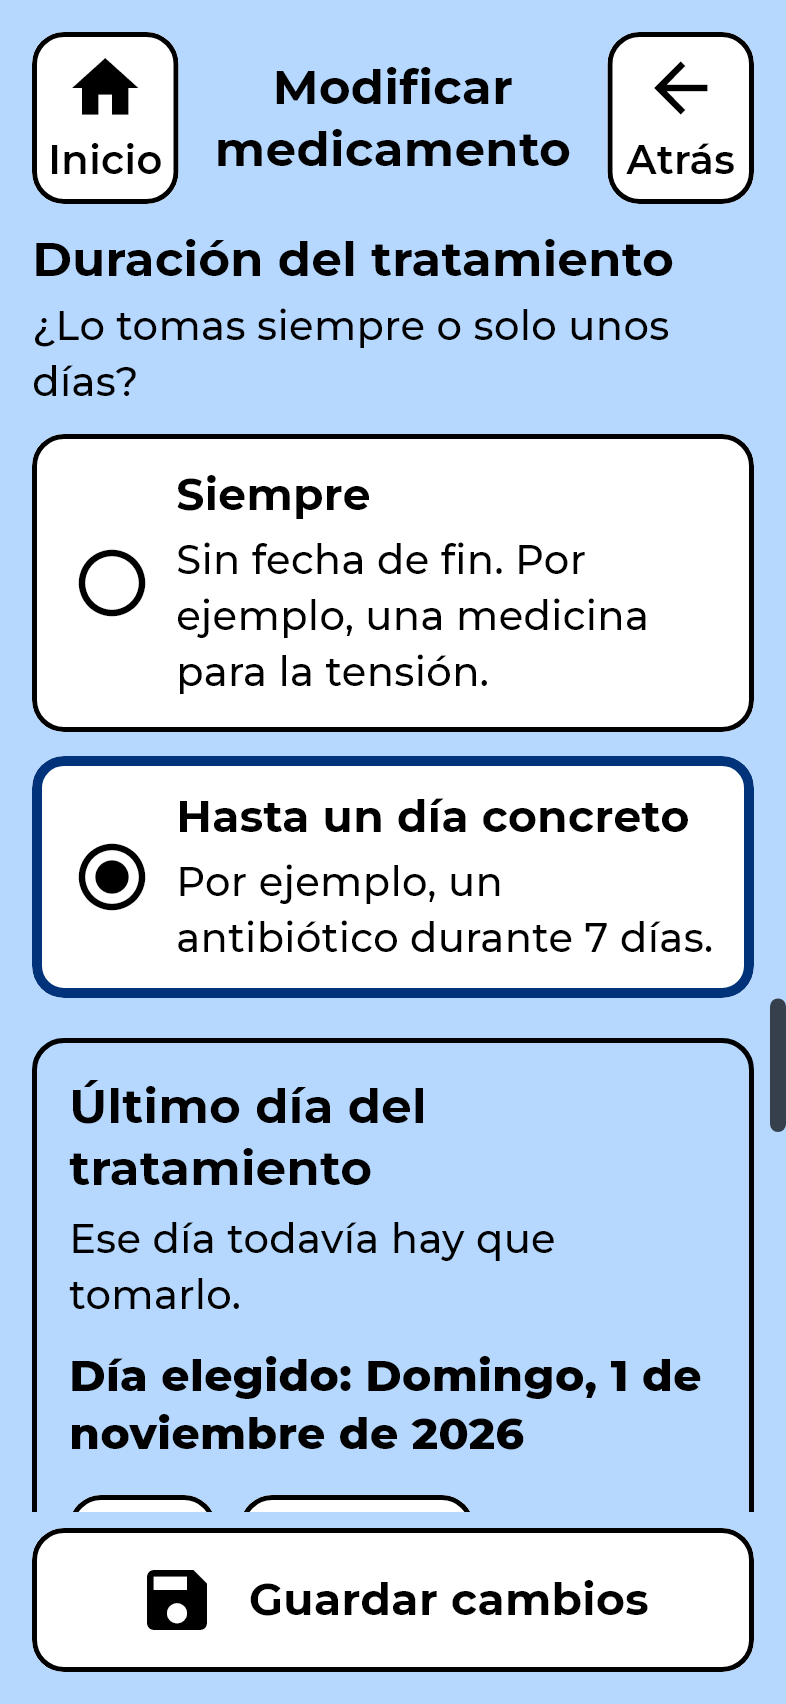 Inicio
Modificar
medicamento
Atrás
Duración del tratamiento
¿Lo tomas siempre o solo unos
días?
Siempre
Sin fecha de fin. Por
ejemplo, una medicina
para la tensión.
Hasta un día concreto
Por ejemplo, un
antibiótico durante 7 días.
Último día del
tratamiento
Ese día todavía hay que
tomarlo.
Día elegido: Domingo, 1 de
noviembre de 2026
Guardar cambios